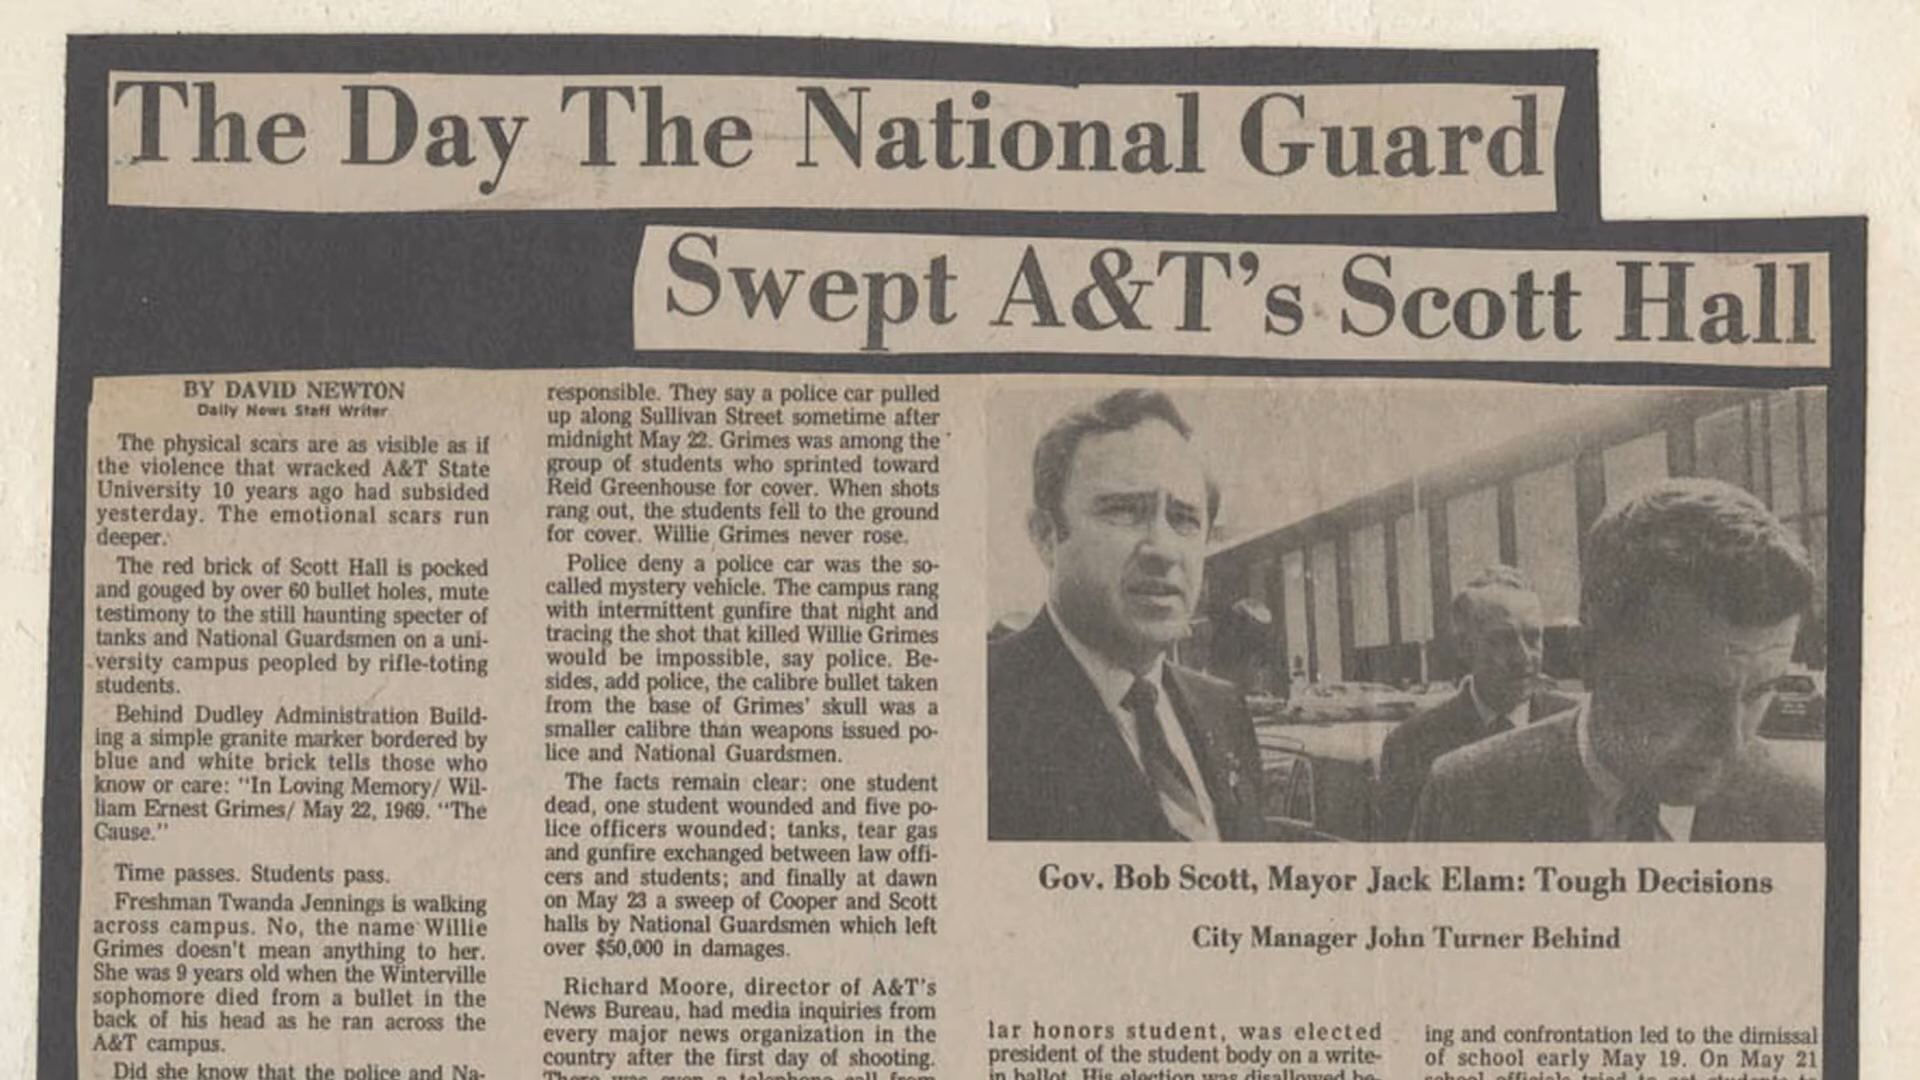 The Day The National Guard
Swept A&T's Scott Hall
BY DAVID NEWTON
Daily News Staff Writer
The physical scars are as visible as if
the violence that wracked A&T State
University 10 years ago had subsided
yesterday. The emotional scars run
deeper.
The red brick of Scott Hall is pocked
and gouged by over 60 bullet holes, mute
testimony to the still haunting specter of
tanks and National Guardsmen on a uni-
versity campus peopled by rifle-toting
students.
Behind Dudley Administration Build-
ing a simple granite marker bordered by
blue and white brick tells those who
know or care: "In Loving Memory/ Wil-
liam Ernest Grimes/ May 22, 1969. "The
Cause."
Time passes. Students pass.
Freshman Twanda Jennings is walking
across campus. No, the name Willie
Grimes doesn't mean anything to her.
She was 9 years old when the Winterville
sophomore died from a bullet in the
back of his head as he ran across the
A&T campus.
Did she know that the police and Na-
responsible. They say a police car pulled
up along Sullivan Street sometime after
midnight May 22. Grimes was among the
group of students who sprinted toward
Reid Greenhouse for cover. When shots
rang out, the students fell to the ground
for cover. Willie Grimes never rose.
Police deny a police car was the so-
called mystery vehicle. The campus rang
with intermittent gunfire that night and
tracing the shot that killed Willie Grimes
would be impossible, say police. Be-
sides, add police, the calibre bullet taken
from the base of Grimes' skull was a
smaller calibre than weapons issued po-
lice and National Guardsmen.
The facts remain clear: one student
dead, one student wounded and five po-
lice officers wounded; tanks, tear gas
and gunfire exchanged between law offi-
cers and students; and finally at dawn
on May 23 a sweep of Cooper and Scott
halls by National Guardsmen which left
over $50,000 in damages.
Richard Moore, director of A&T's
News Bureau, had media inquiries from
every major news organization in the
country after the first day of shooting.
There was even a telephone call from
Gov. Bob Scott, Mayor Jack Elam: Tough Decisions
City Manager John Turner Behind
lar honors student, was elected
president of the student body on a write-
in ballot. His election was disallowed be-
ing and confrontation led to the dimissal
of school early May 19. On May 21
school officials tried to get students